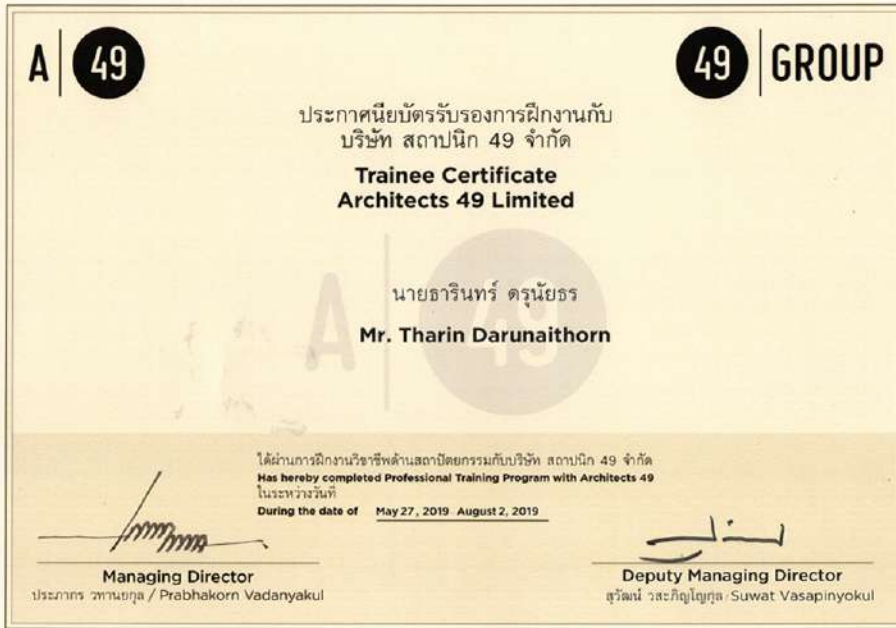 A 49
49 GROUP
ประกาศนียบัตรรับรองการฝึกงานกับ
บริษัท สถาปนิก 49 จำกัด
Trainee Certificate
Architects 49 Limited
A 49
นายธารินทร์ ดรุนัยธร
Mr. Tharin Darunaithorn
ได้ผ่านการฝึกงานวิชาชีพด้านสถาปัตยกรรมกับบริษัท สถาปนิก 49 จำกัด
Has hereby completed Professional Training Program with Architects 49
ในระหว่างวันที่
During the date of May 27, 2019 August 2, 2019
Managing Director
ประภากร วทานยกุล / Prabhakorn Vadanyakul
Deputy Managing Director
สุวัฒน์ วสะภิญโญกุล / Suwat Vasapinyokul